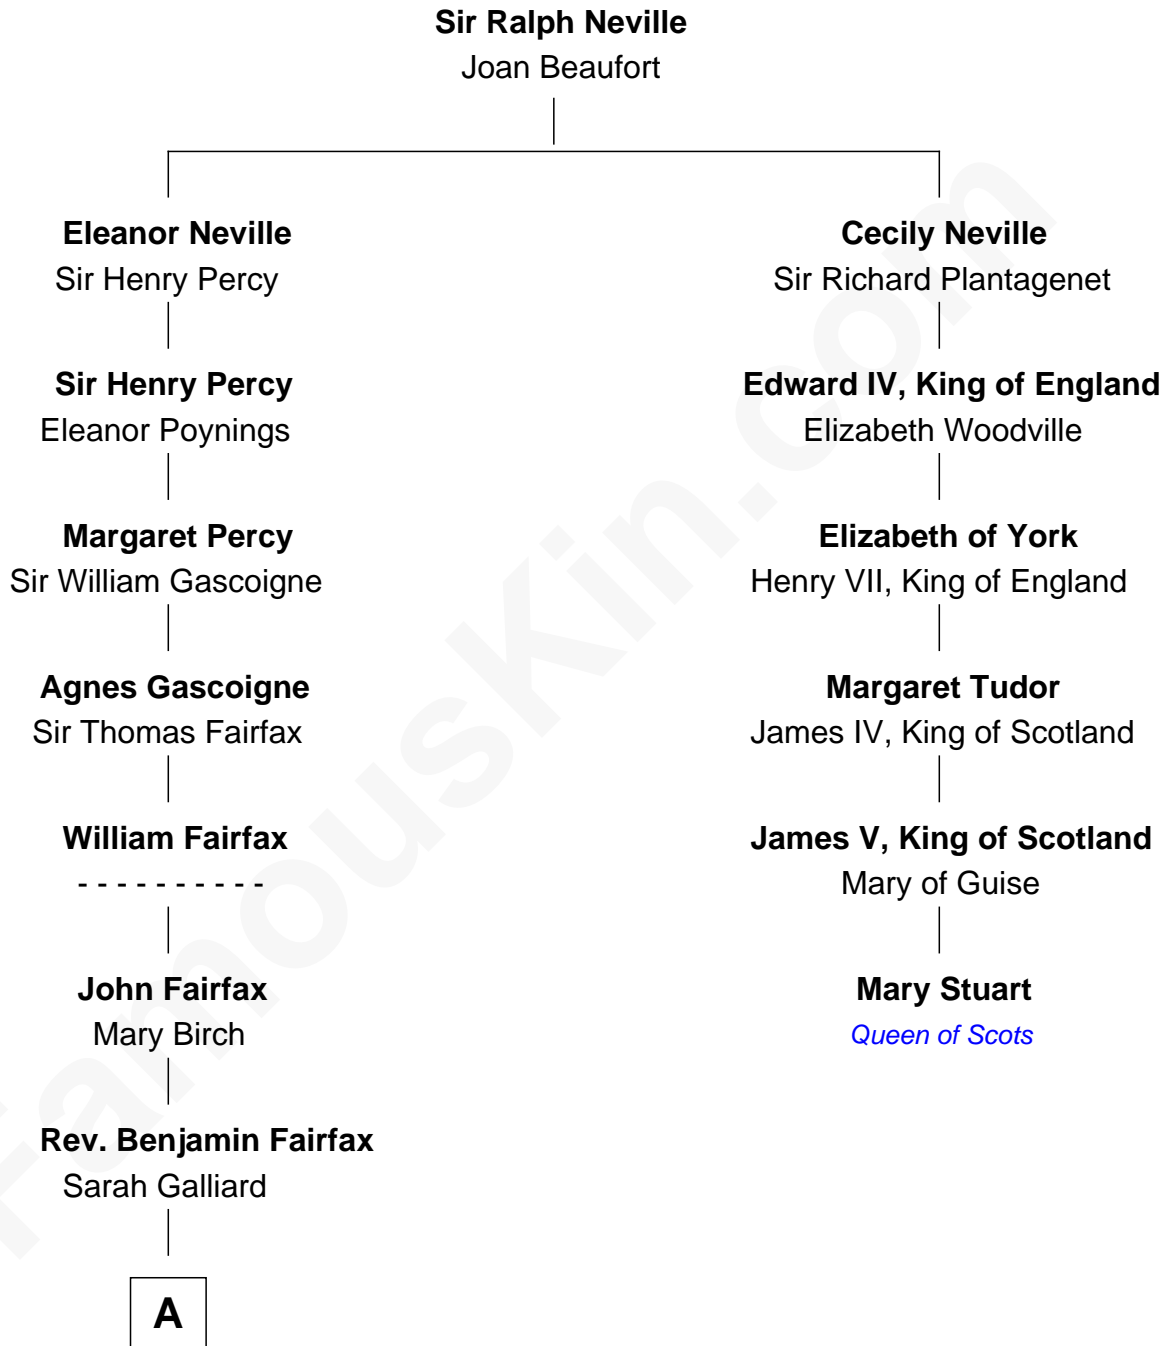 Sir Ralph Neville
Joan Beaufort
Eleanor Neville
Sir Henry Percy
Cecily Neville
Sir Richard Plantagenet
Sir Henry Percy
Eleanor Poynings
Edward IV, King of England
Elizabeth Woodville
Margaret Percy
Sir William Gascoigne
Elizabeth of York
Henry VII, King of England
Agnes Gascoigne
Sir Thomas Fairfax
Margaret Tudor
James IV, King of Scotland
William Fairfax
- - - - - - - - - -
James V, King of Scotland
Mary of Guise
John Fairfax
Mary Birch
Mary Stuart
Queen of Scots
Rev. Benjamin Fairfax
Sarah Galliard
A
FamousKin.com